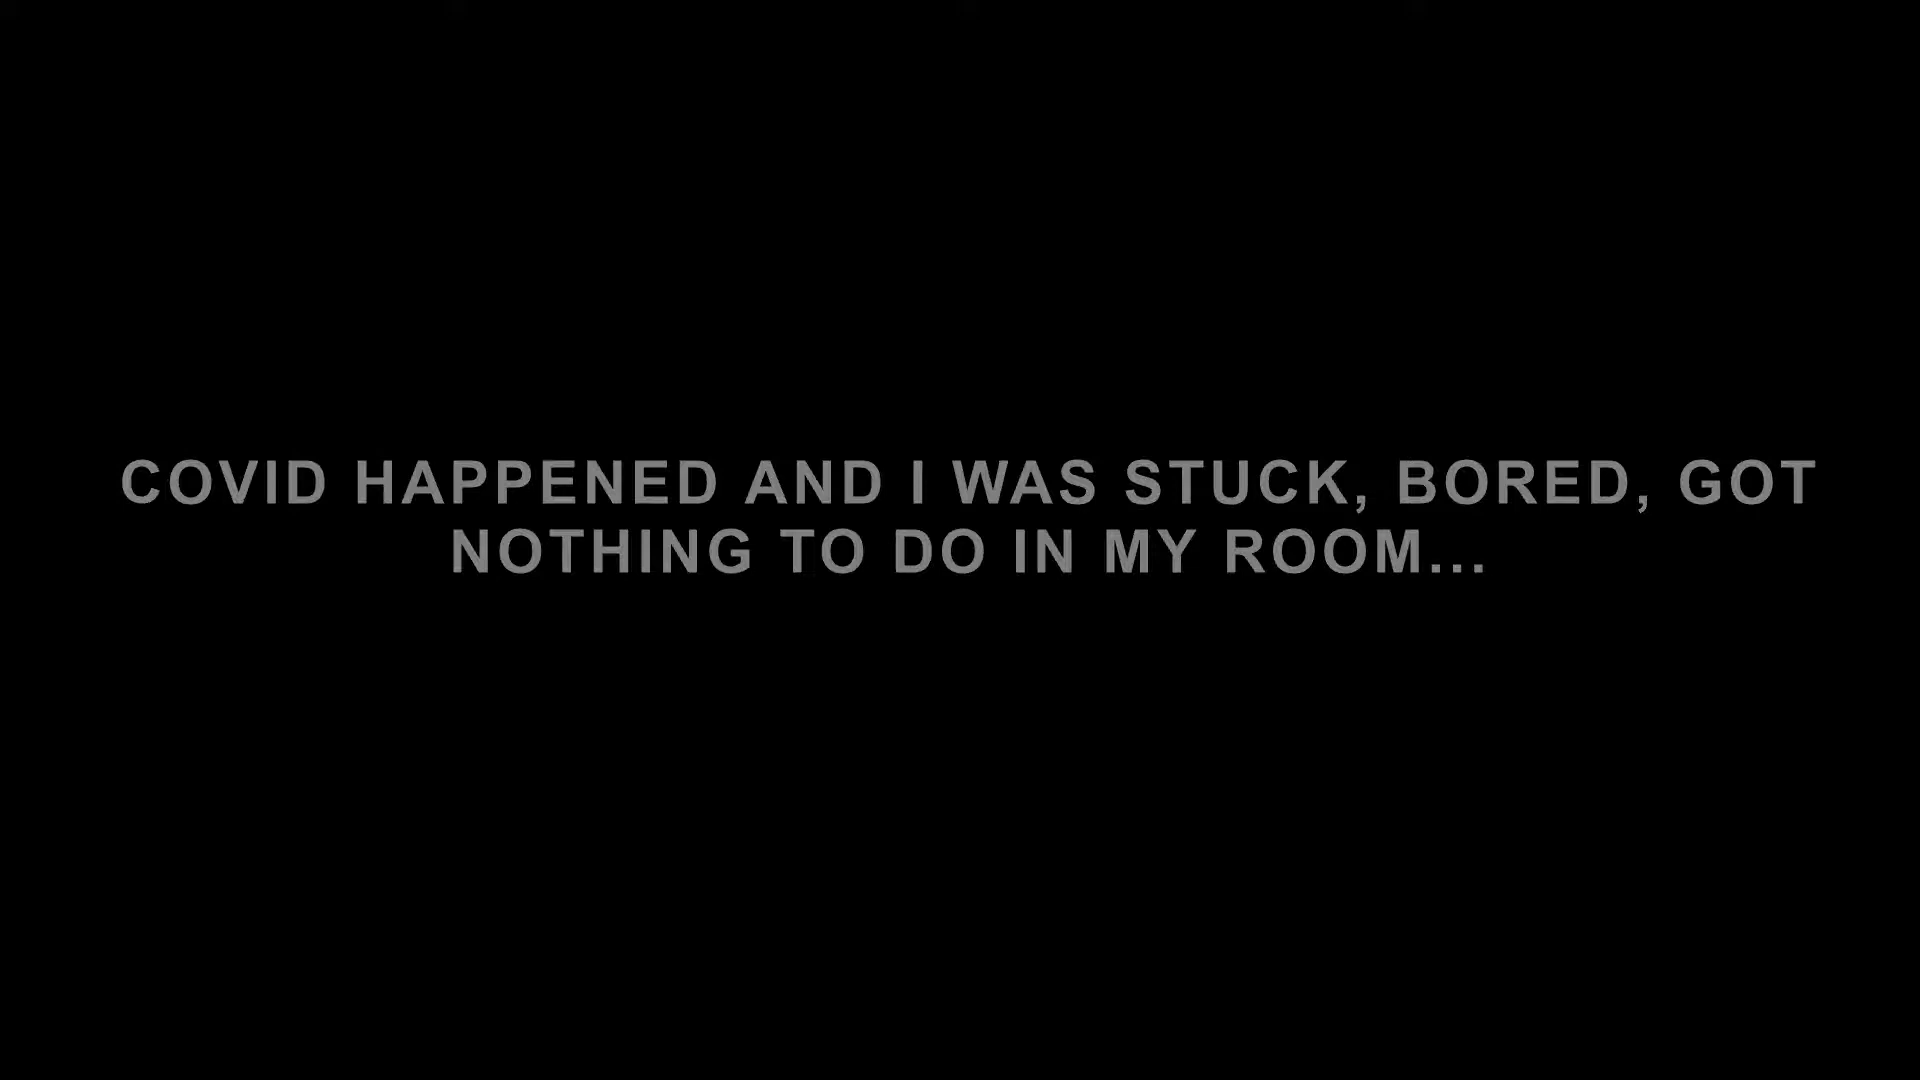 COVID HAPPENED AND I WAS STUCK, BORED, GOT
NOTHING TO DO IN MY ROOM...